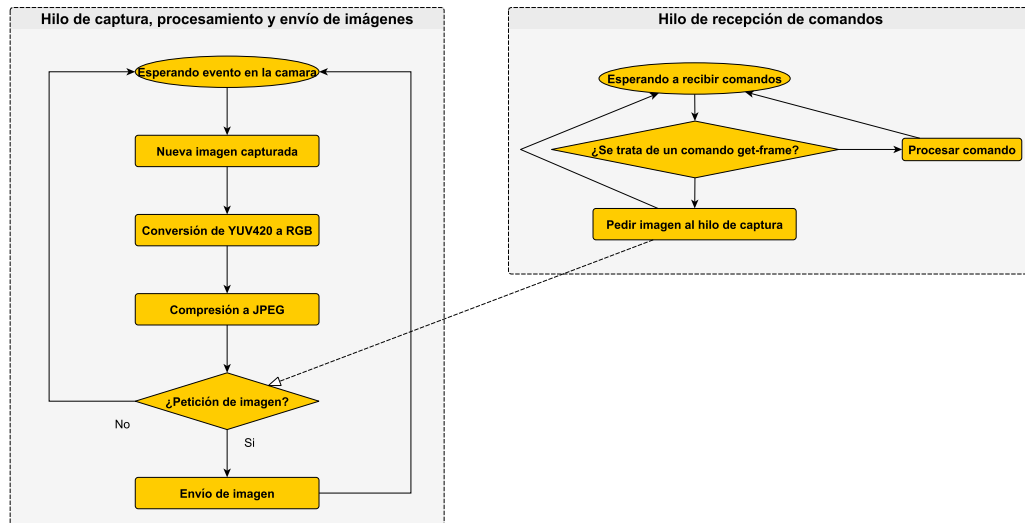 Hilo de captura, procesamiento y envío de imágenes
Esperando evento en la camara
Nueva imagen capturada
Conversión de YUV420 a RGB
Compresión a JPEG
¿Petición de imagen?
No
Si
Envío de imagen
Hilo de recepción de comandos
Esperando a recibir comandos
¿Se trata de un comando get-frame?
Procesar comando
Pedir imagen al hilo de captura